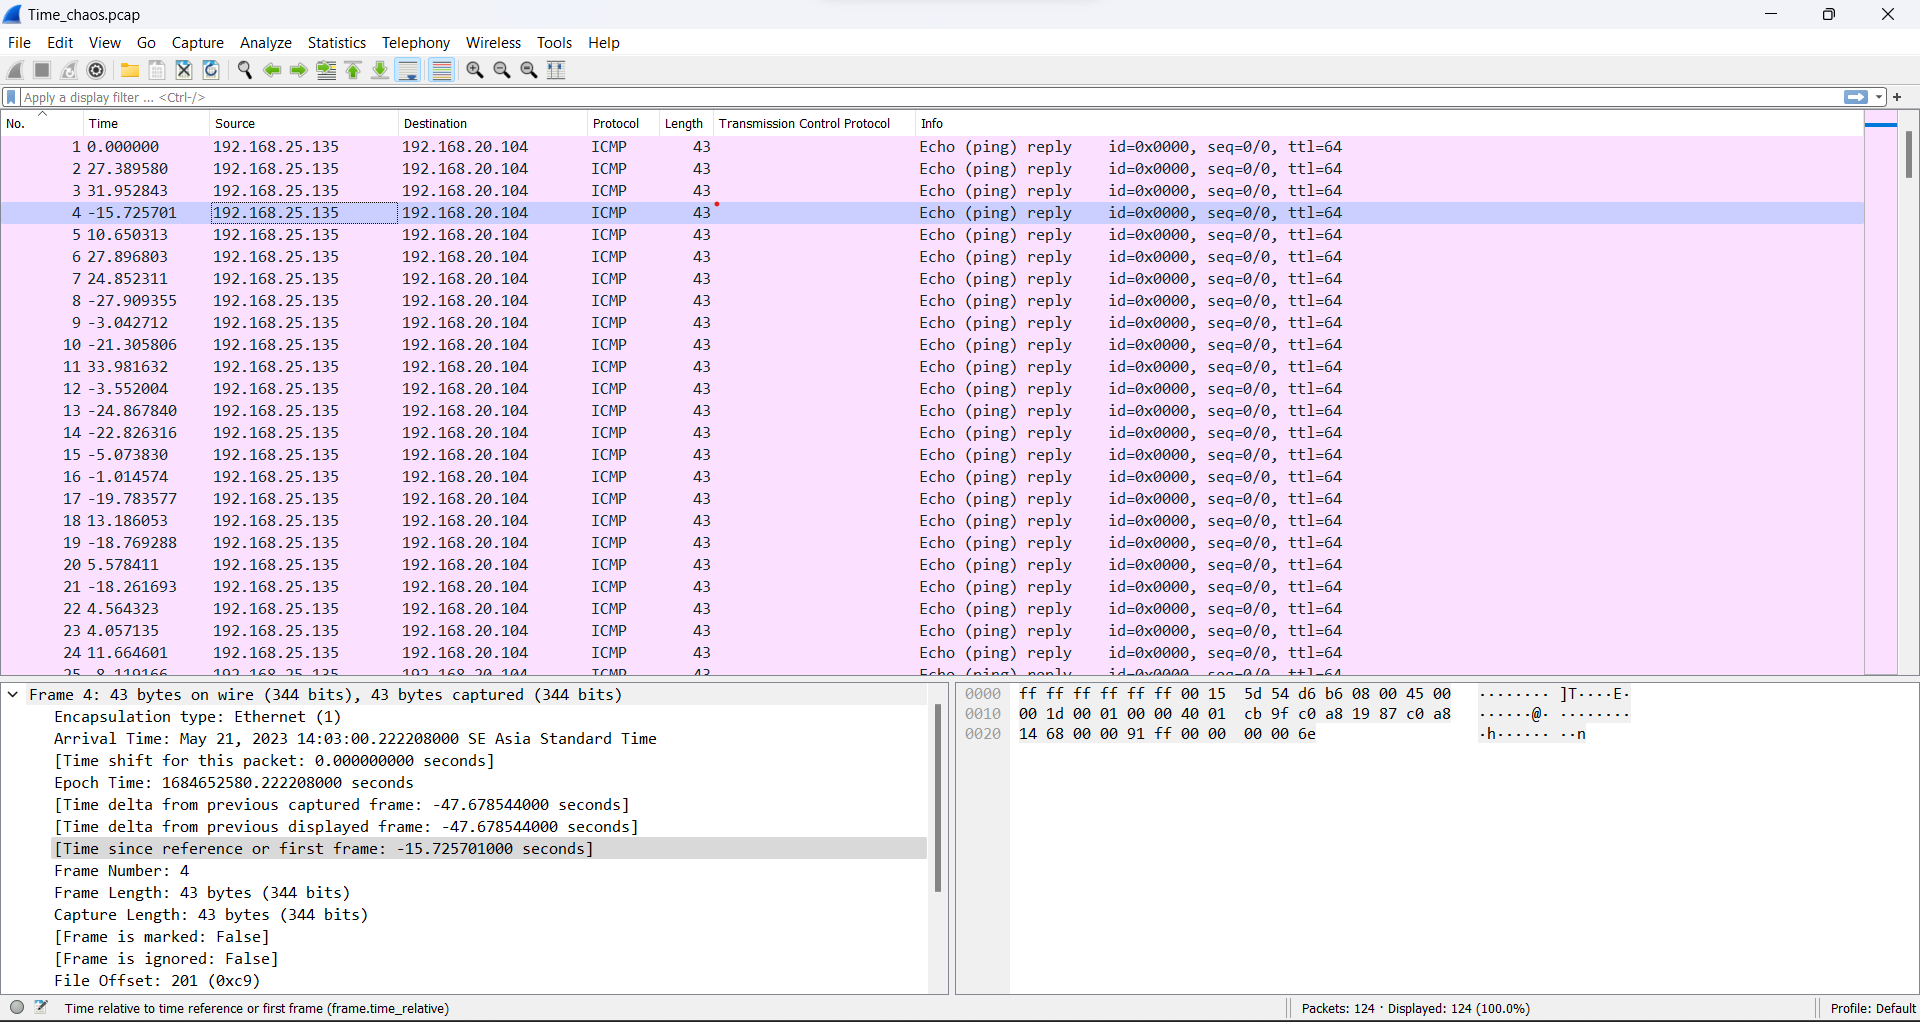 Time_chaos.pcap
File Edit View Go Capture Analyze Statistics Telephony Wireless Tools Help
Apply a display filter ... <Ctrl-/>
No. Time Source Destination Protocol Length Transmission Control Protocol Info
1 0.000000 192.168.25.135 192.168.20.104 ICMP 43 Echo (ping) reply id=0x0000, seq=0/0, ttl=64
2 27.389580 192.168.25.135 192.168.20.104 ICMP 43 Echo (ping) reply id=0x0000, seq=0/0, ttl=64
3 31.952843 192.168.25.135 192.168.20.104 ICMP 43 Echo (ping) reply id=0x0000, seq=0/0, ttl=64
4 -15.725701 192.168.25.135 192.168.20.104 ICMP 43 Echo (ping) reply id=0x0000, seq=0/0, ttl=64
5 10.650313 192.168.25.135 192.168.20.104 ICMP 43 Echo (ping) reply id=0x0000, seq=0/0, ttl=64
6 27.896803 192.168.25.135 192.168.20.104 ICMP 43 Echo (ping) reply id=0x0000, seq=0/0, ttl=64
7 24.852311 192.168.25.135 192.168.20.104 ICMP 43 Echo (ping) reply id=0x0000, seq=0/0, ttl=64
8 -27.909355 192.168.25.135 192.168.20.104 ICMP 43 Echo (ping) reply id=0x0000, seq=0/0, ttl=64
9 -3.042712 192.168.25.135 192.168.20.104 ICMP 43 Echo (ping) reply id=0x0000, seq=0/0, ttl=64
10 -21.305806 192.168.25.135 192.168.20.104 ICMP 43 Echo (ping) reply id=0x0000, seq=0/0, ttl=64
11 33.981632 192.168.25.135 192.168.20.104 ICMP 43 Echo (ping) reply id=0x0000, seq=0/0, ttl=64
12 -3.552004 192.168.25.135 192.168.20.104 ICMP 43 Echo (ping) reply id=0x0000, seq=0/0, ttl=64
13 -24.867840 192.168.25.135 192.168.20.104 ICMP 43 Echo (ping) reply id=0x0000, seq=0/0, ttl=64
14 -22.826316 192.168.25.135 192.168.20.104 ICMP 43 Echo (ping) reply id=0x0000, seq=0/0, ttl=64
15 -5.073830 192.168.25.135 192.168.20.104 ICMP 43 Echo (ping) reply id=0x0000, seq=0/0, ttl=64
16 -1.014574 192.168.25.135 192.168.20.104 ICMP 43 Echo (ping) reply id=0x0000, seq=0/0, ttl=64
17 -19.783577 192.168.25.135 192.168.20.104 ICMP 43 Echo (ping) reply id=0x0000, seq=0/0, ttl=64
18 13.186053 192.168.25.135 192.168.20.104 ICMP 43 Echo (ping) reply id=0x0000, seq=0/0, ttl=64
19 -18.769288 192.168.25.135 192.168.20.104 ICMP 43 Echo (ping) reply id=0x0000, seq=0/0, ttl=64
20 5.578411 192.168.25.135 192.168.20.104 ICMP 43 Echo (ping) reply id=0x0000, seq=0/0, ttl=64
21 -18.261693 192.168.25.135 192.168.20.104 ICMP 43 Echo (ping) reply id=0x0000, seq=0/0, ttl=64
22 4.564323 192.168.25.135 192.168.20.104 ICMP 43 Echo (ping) reply id=0x0000, seq=0/0, ttl=64
23 4.057135 192.168.25.135 192.168.20.104 ICMP 43 Echo (ping) reply id=0x0000, seq=0/0, ttl=64
24 11.664601 192.168.25.135 192.168.20.104 ICMP 43 Echo (ping) reply id=0x0000, seq=0/0, ttl=64
Frame 4: 43 bytes on wire (344 bits), 43 bytes captured (344 bits)
Encapsulation type: Ethernet (1)
Arrival Time: May 21, 2023 14:03:00.222208000 SE Asia Standard Time
[Time shift for this packet: 0.000000000 seconds]
Epoch Time: 1684652580.222208000 seconds
[Time delta from previous captured frame: -47.678544000 seconds]
[Time delta from previous displayed frame: -47.678544000 seconds]
[Time since reference or first frame: -15.725701000 seconds]
Frame Number: 4
Frame Length: 43 bytes (344 bits)
Capture Length: 43 bytes (344 bits)
[Frame is marked: False]
[Frame is ignored: False]
File Offset: 201 (0xc9)
0000 ff ff ff ff ff ff 00 15 5d 54 d6 b6 08 00 45 00 ········ ]T····E·
0010 00 1d 00 01 00 00 40 01 cb 9f c0 a8 19 87 c0 a8 ······@· ········
0020 14 68 00 00 91 ff 00 00 00 00 6e ·h······ ··n
Time relative to time reference or first frame (frame.time_relative)
Packets: 124 · Displayed: 124 (100.0%)
Profile: Default